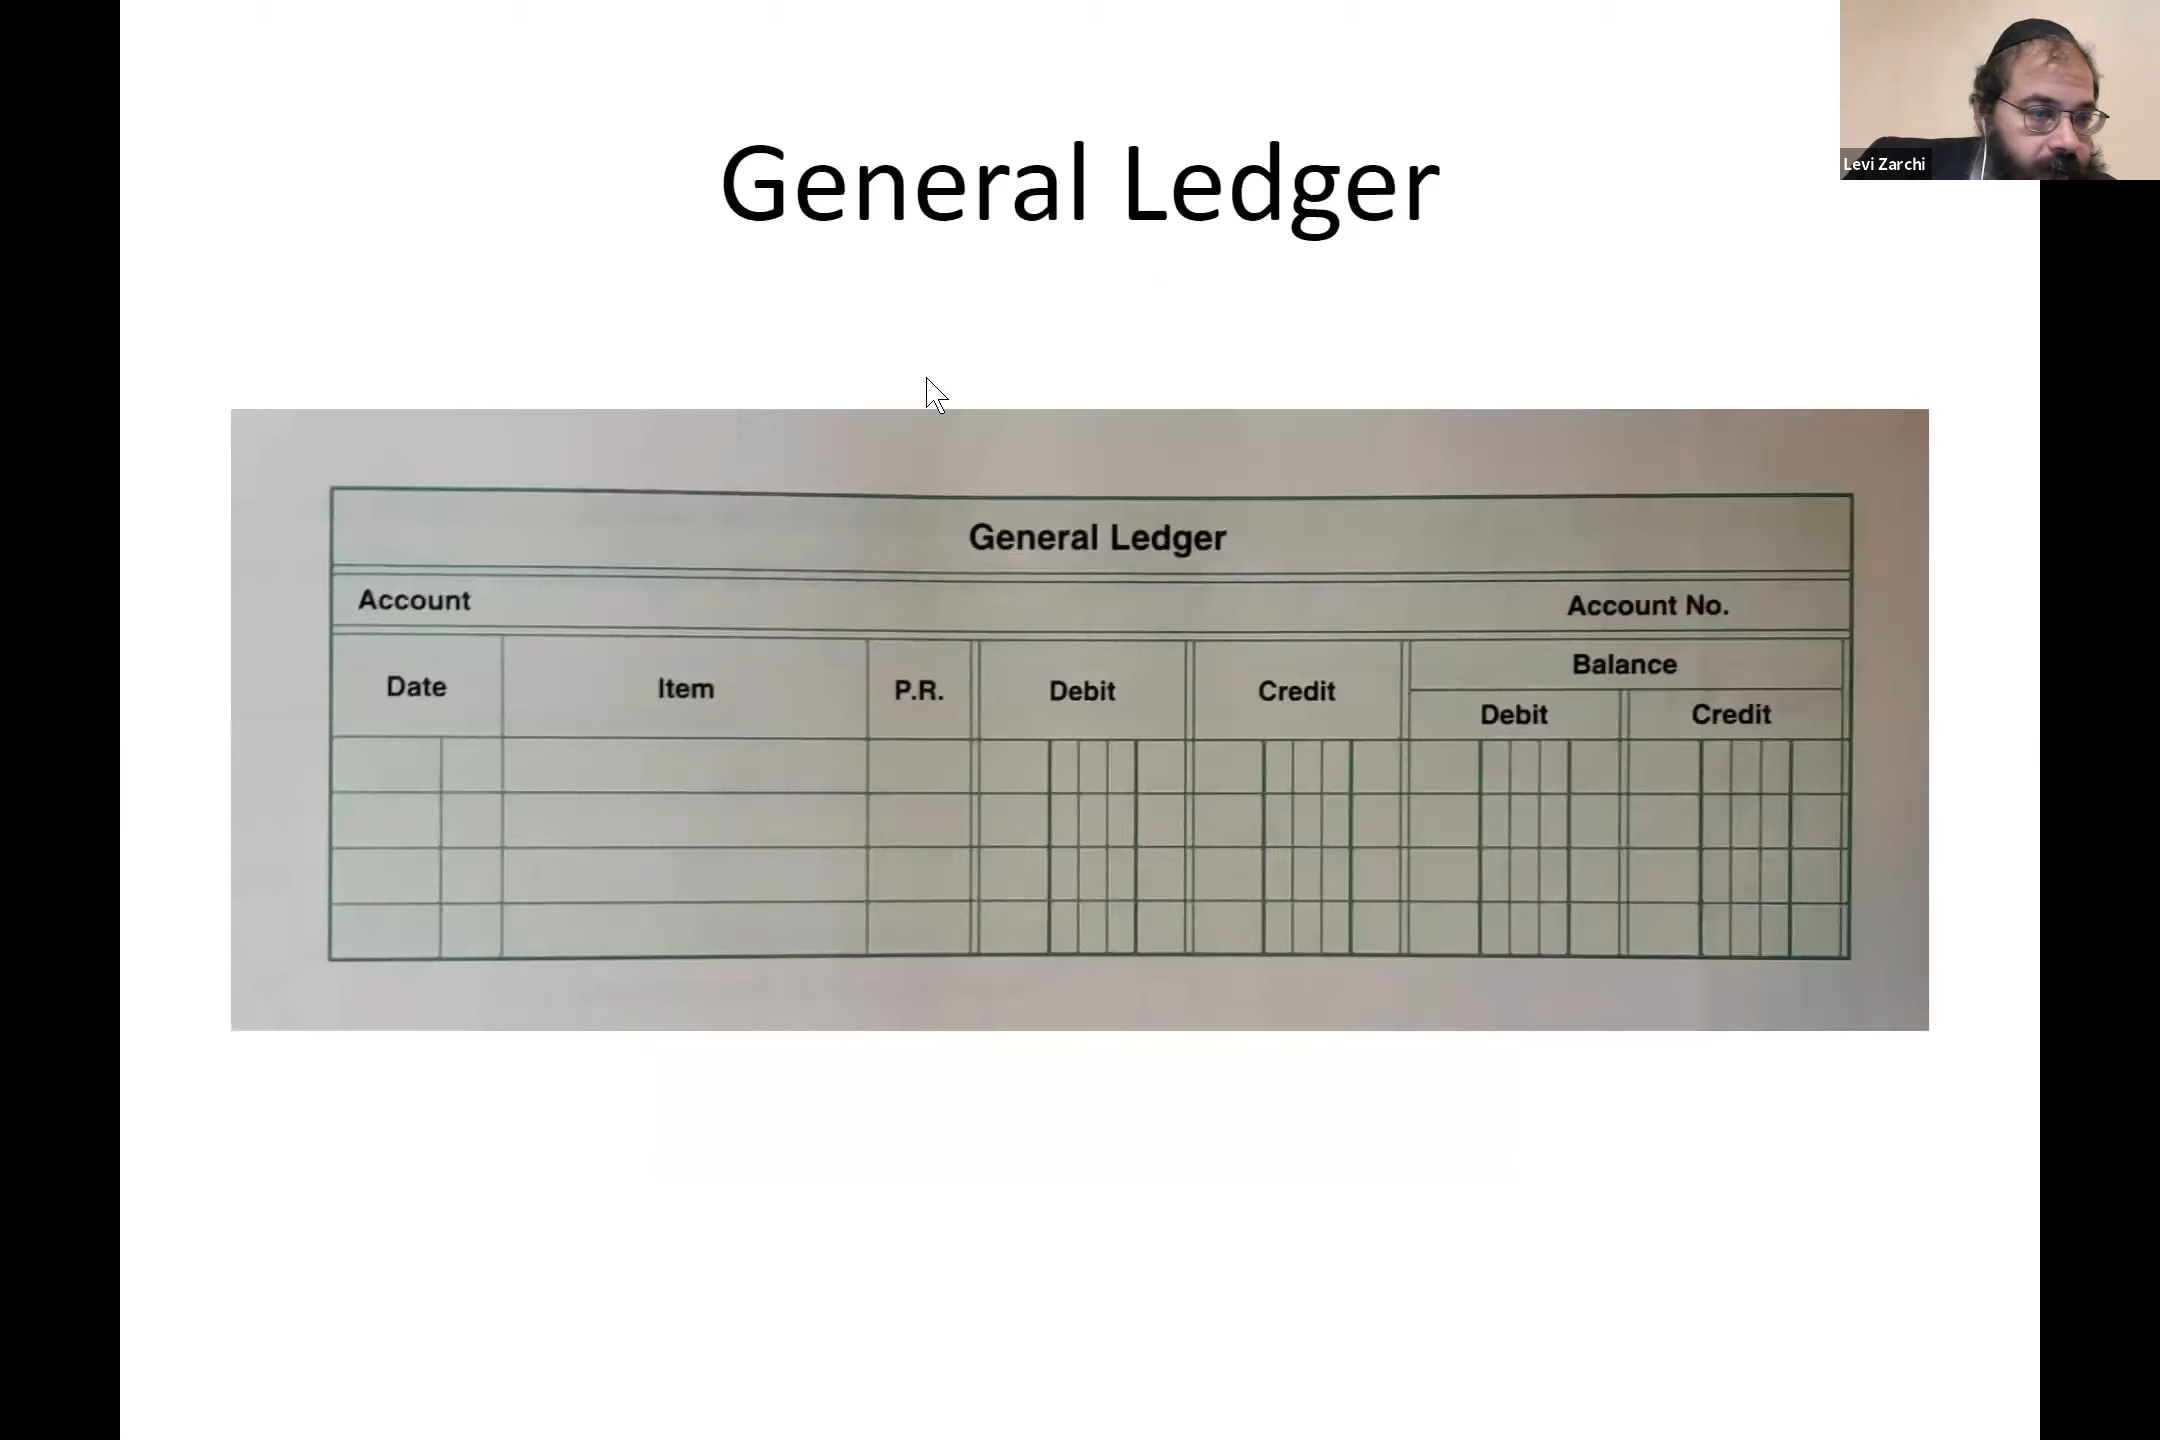 General Ledger
Levi Zarchi
General Ledger
Account Account No.
Date Item P.R. Debit Credit Balance
Debit Credit